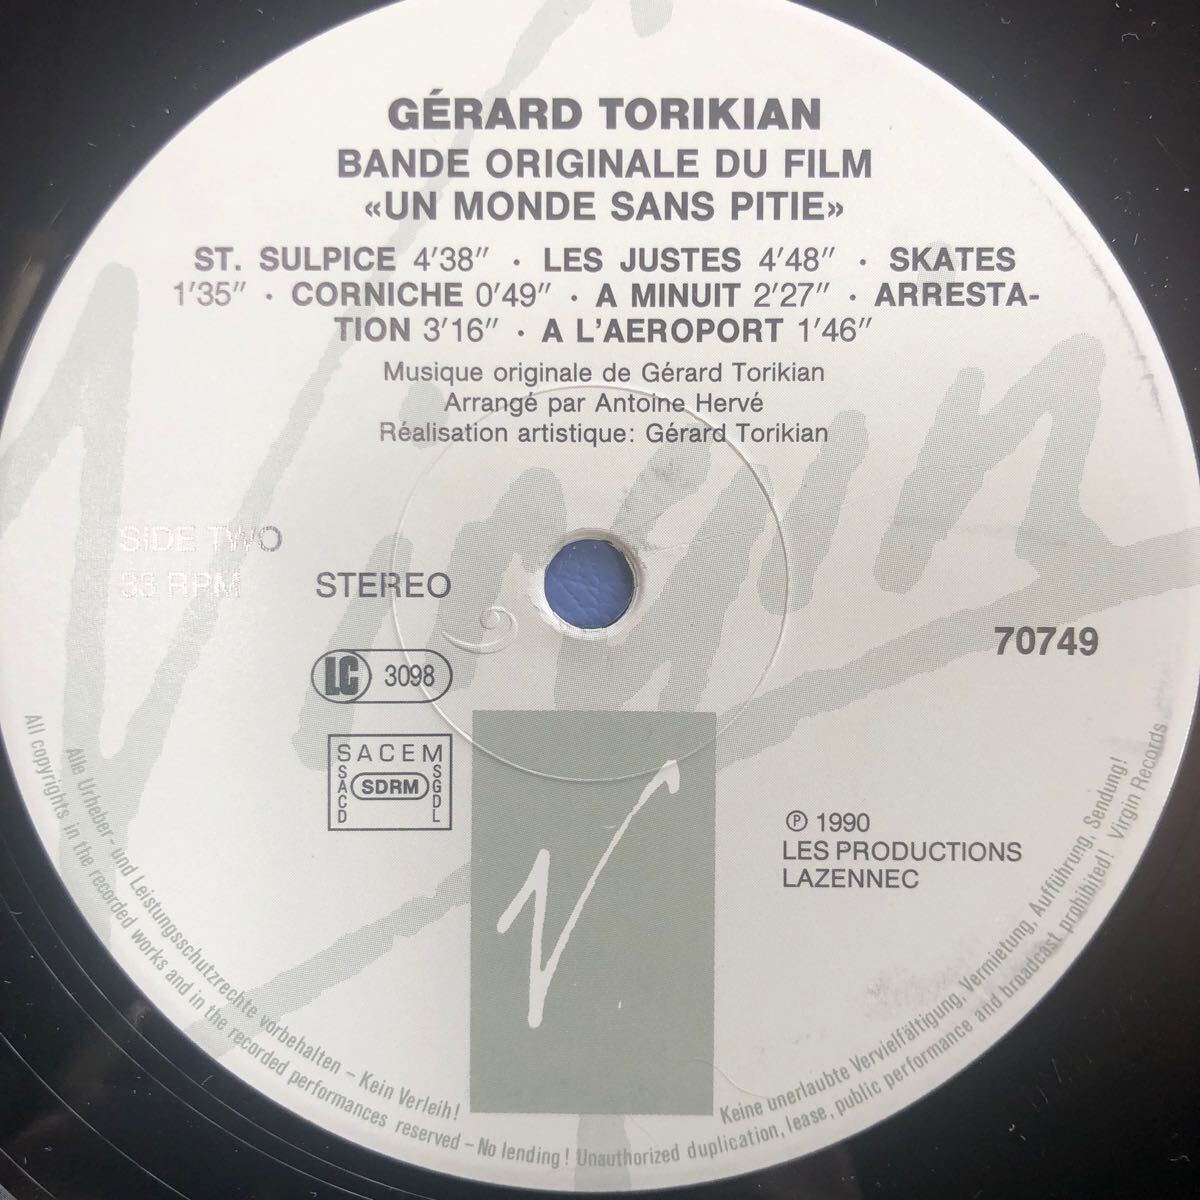 GÉRARD TORIKIAN
BANDE ORIGINALE DU FILM
«UN MONDE SANS PITIE»
ST. SULPICE 4′38″ · LES JUSTES 4′48″ · SKATES
1′35″ · CORNICHE 0′49″ · A MINUIT 2′27″ · ARRESTA-
TION 3′16″ · A L’AEROPORT 1′46″
Musique originale de Gérard Torikian
Arrangé par Antoine Hervé
Réalisation artistique: Gérard Torikian
Virgin
SIDE TWO
33 RPM
STEREO
70749
LC 3098
SACEM
SACD
SDRM
SGDL
V
℗ 1990
LES PRODUCTIONS
LAZENNEC
Alle Urheber- und Leistungsschutzrechte vorbehalten – Kein Verleih! Keine unerlaubte Vervielfältigung, Vermietung, Aufführung, Sendung!
All copyrights in the recorded works and in the recorded performances reserved – No lending! Unauthorized duplication, lease, public performance and broadcast prohibited! Virgin Records